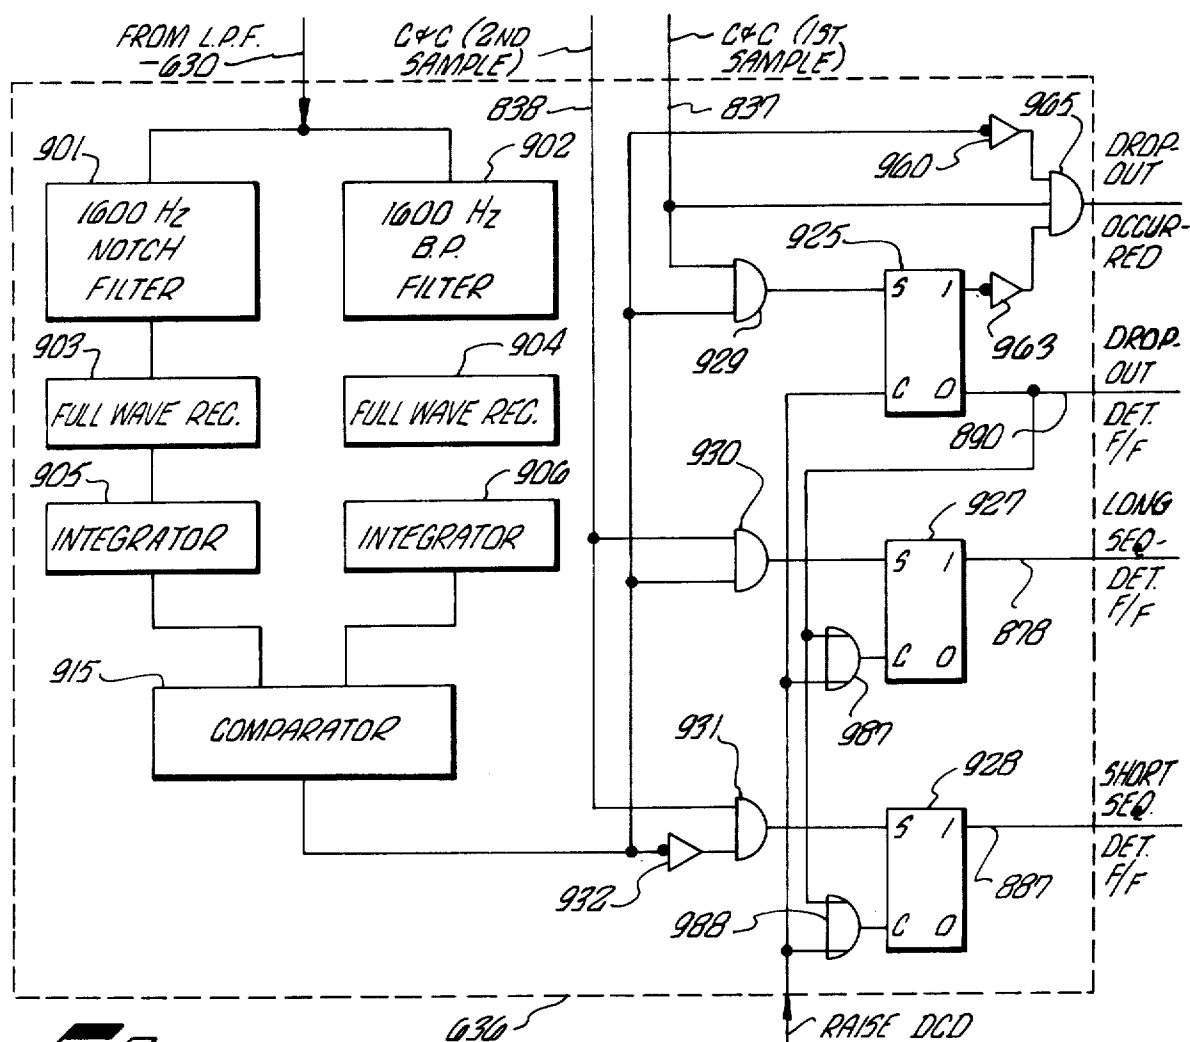 FROM L.P.F.
630
C&C (2ND
SAMPLE)
838
C&C (1ST
SAMPLE)
837
965
901
902
960
DROP-
OUT
OCCUR-
RED
1600 Hz
NOTCH
FILTER
1600 Hz
B.P.
FILTER
925
S 1
C 0
929
963
903
904
FULL WAVE REC.
FULL WAVE REC.
DROP-
OUT
DET.
F/F
890
905
906
INTEGRATOR
INTEGRATOR
930
927
S 1
C 0
LONG
SEQ-
DET.
F/F
878
987
915
COMPARATOR
931
928
S 1
C 0
SHORT
SEQ.
DET.
F/F
887
932
988
636
RAISE DCD